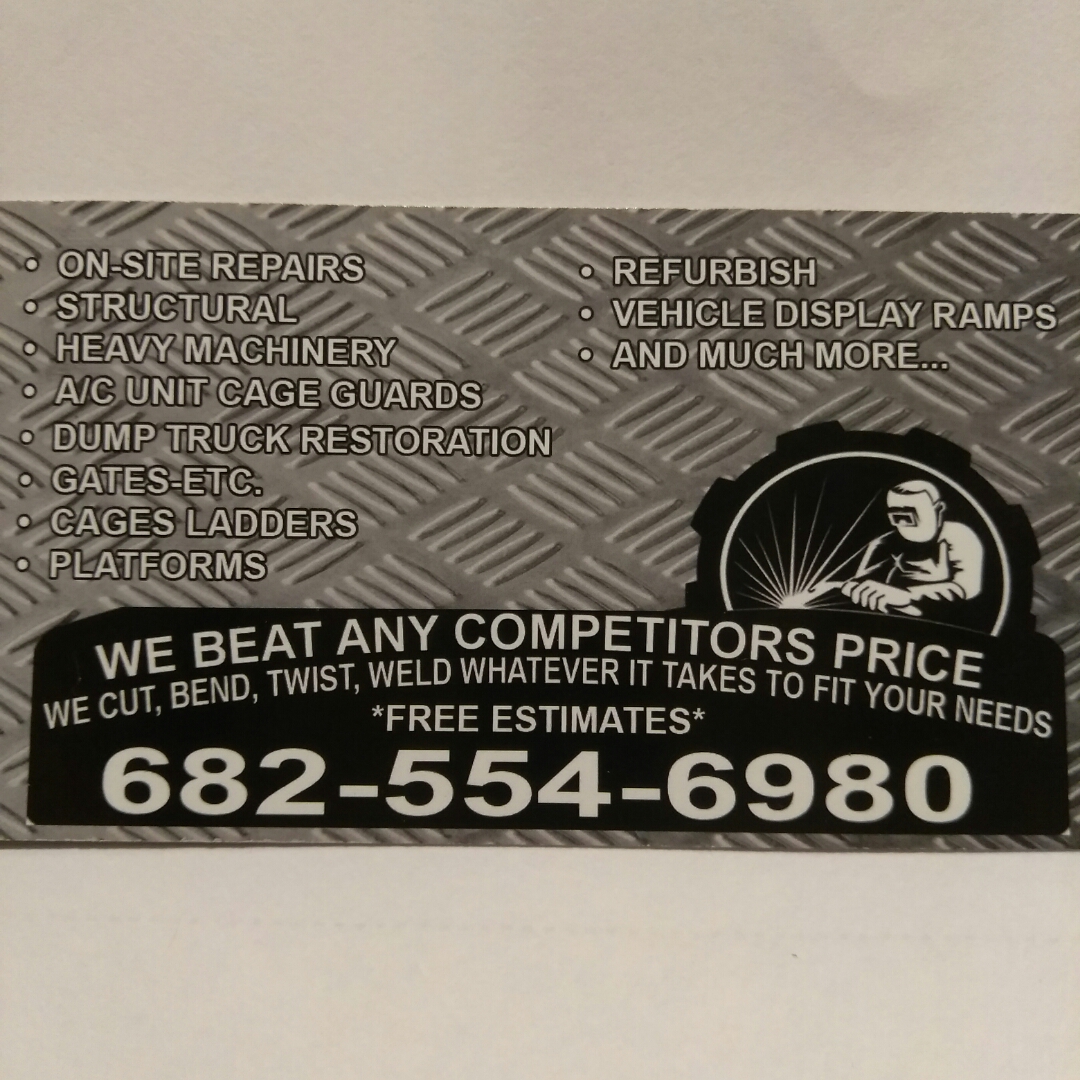 • ON-SITE REPAIRS
• STRUCTURAL
• HEAVY MACHINERY
• A/C UNIT CAGE GUARDS
• DUMP TRUCK RESTORATION
• GATES-ETC.
• CAGES LADDERS
• PLATFORMS
• REFURBISH
• VEHICLE DISPLAY RAMPS
• AND MUCH MORE...
WE BEAT ANY COMPETITORS PRICE
WE CUT, BEND, TWIST, WELD WHATEVER IT TAKES TO FIT YOUR NEEDS
*FREE ESTIMATES*
682-554-6980